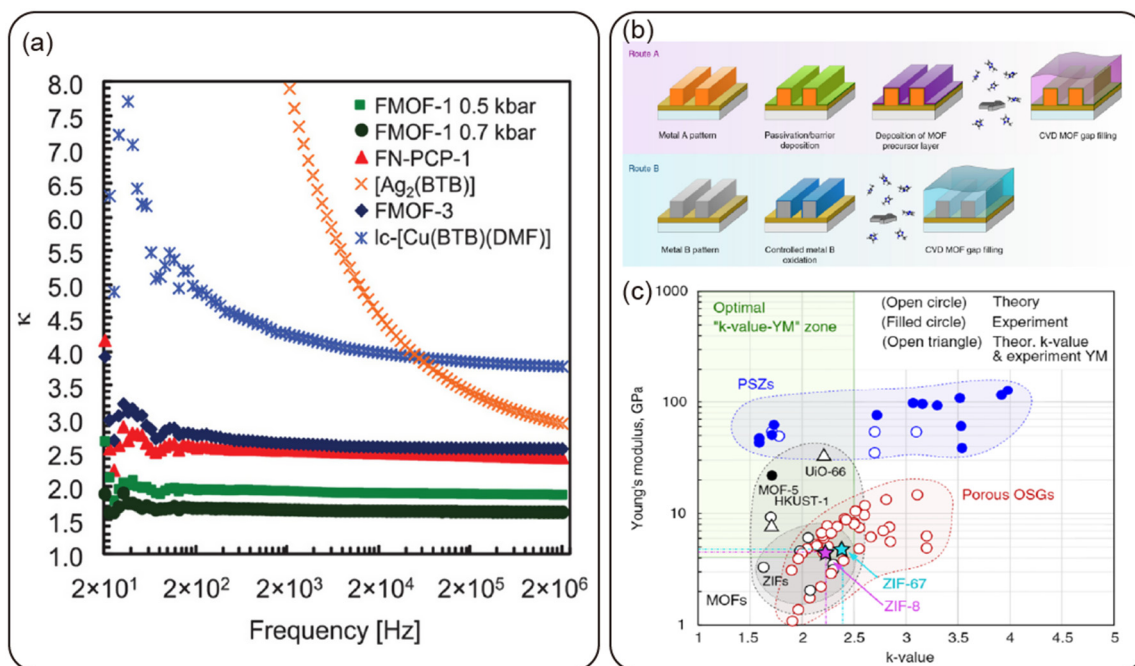 (a)
8.0
7.5
7.0
6.5
6.0
5.5
5.0
4.5
4.0
3.5
3.0
2.5
2.0
1.5
1.0
κ
FMOF-1 0.5 kbar
FMOF-1 0.7 kbar
FN-PCP-1
[Ag₂(BTB)]
FMOF-3
Ic-[Cu(BTB)(DMF)]
2×10¹ 2×10² 2×10³ 2×10⁴ 2×10⁵ 2×10⁶
Frequency [Hz]
(b)
Route A
Metal A pattern
Passivation/barrier
deposition
Deposition of MOF
precursor layer
CVD MOF gap filling
Route B
Metal B pattern
Controlled metal B
oxidation
CVD MOF gap filling
(c)
1000
100
10
1
Young's modulus, GPa
Optimal
"k-value-YM" zone
(Open circle) Theory
(Filled circle) Experiment
(Open triangle) Theor. k-value
& experiment YM
PSZs
UiO-66
MOF-5
HKUST-1
Porous OSGs
ZIFs
ZIF-67
MOFs
ZIF-8
1 1.5 2 2.5 3 3.5 4 4.5 5
k-value